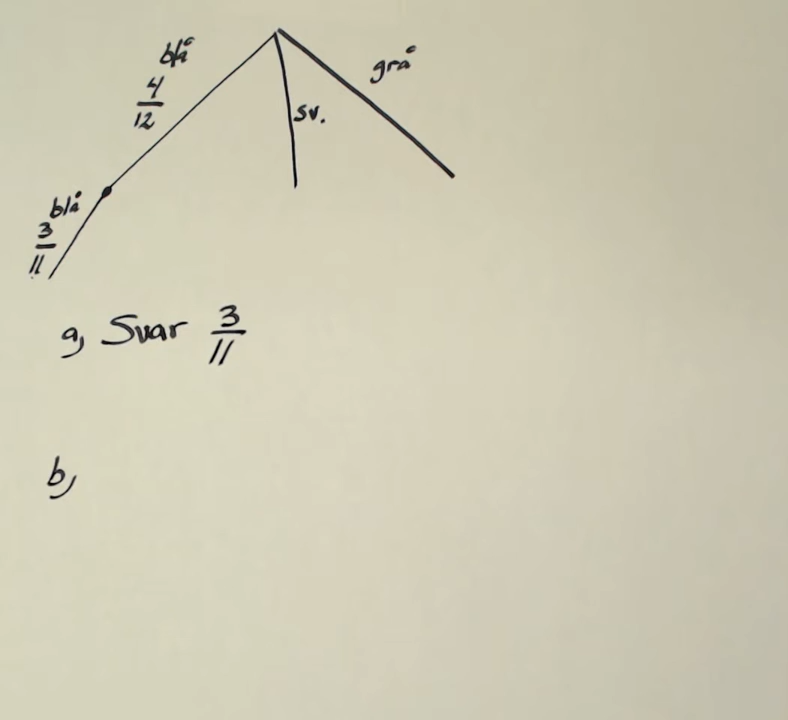 blå
4/12
grå
sv.
blå
3/11
a, Svar 3/11
b,